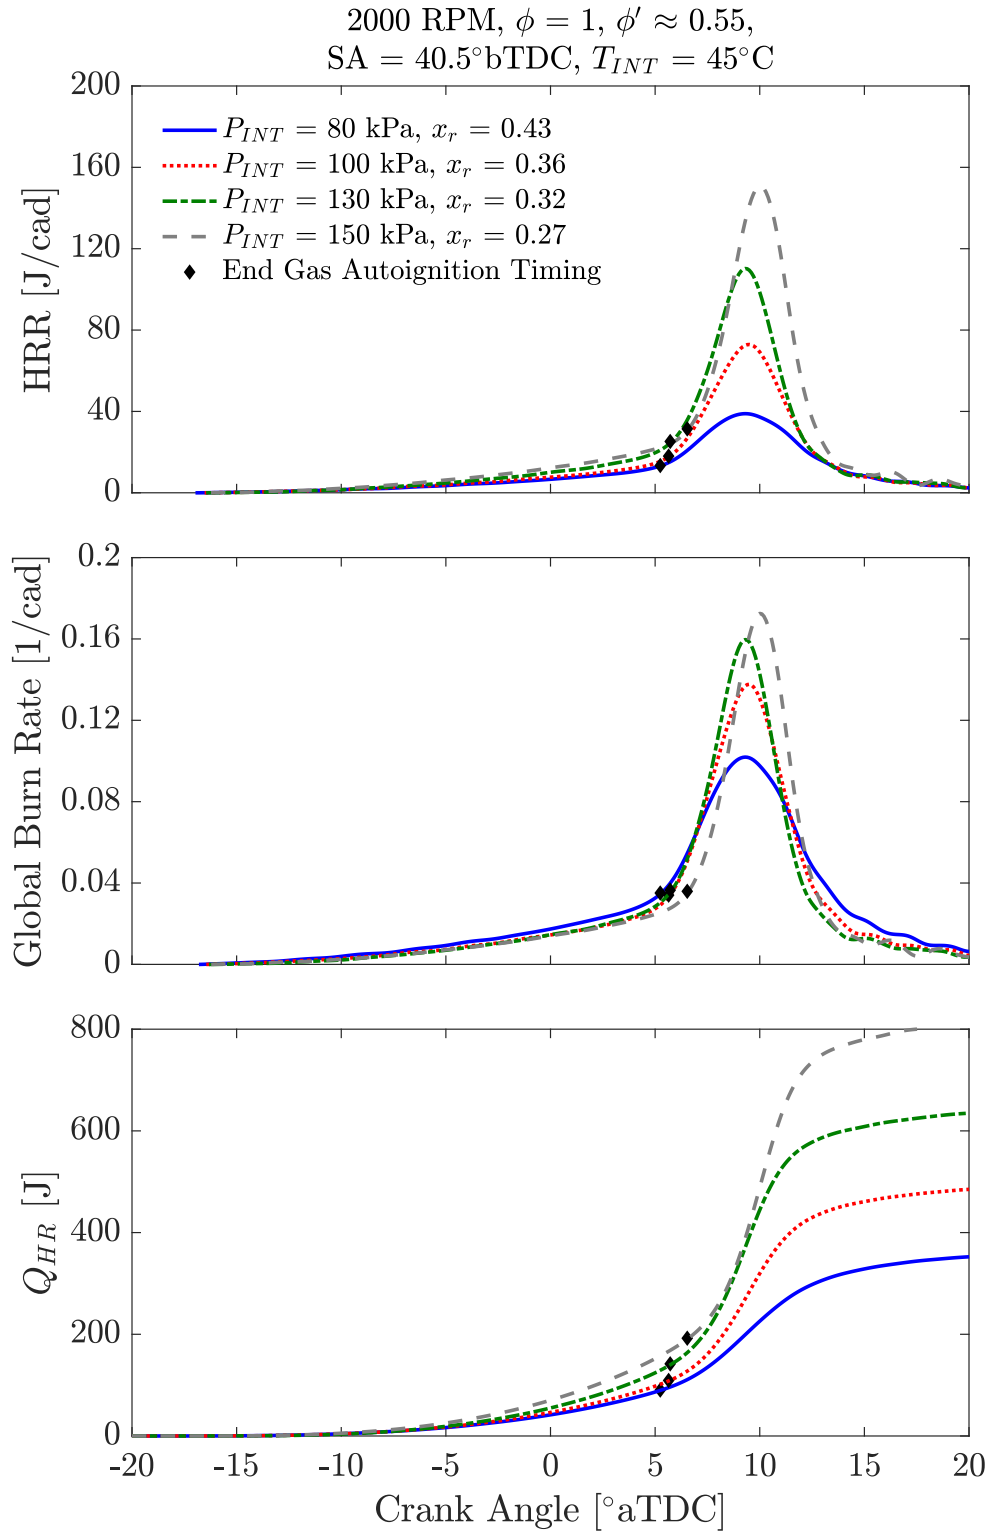 2000 RPM, ϕ = 1, ϕ′ ≈ 0.55,
SA = 40.5°bTDC, T_INT = 45°C
HRR [J/cad]
200
160
120
80
40
0
P_INT = 80 kPa, x_r = 0.43
P_INT = 100 kPa, x_r = 0.36
P_INT = 130 kPa, x_r = 0.32
P_INT = 150 kPa, x_r = 0.27
End Gas Autoignition Timing
Global Burn Rate [1/cad]
0.2
0.16
0.12
0.08
0.04
0
Q_HR [J]
800
600
400
200
0
-20 -15 -10 -5 0 5 10 15 20
Crank Angle [°aTDC]